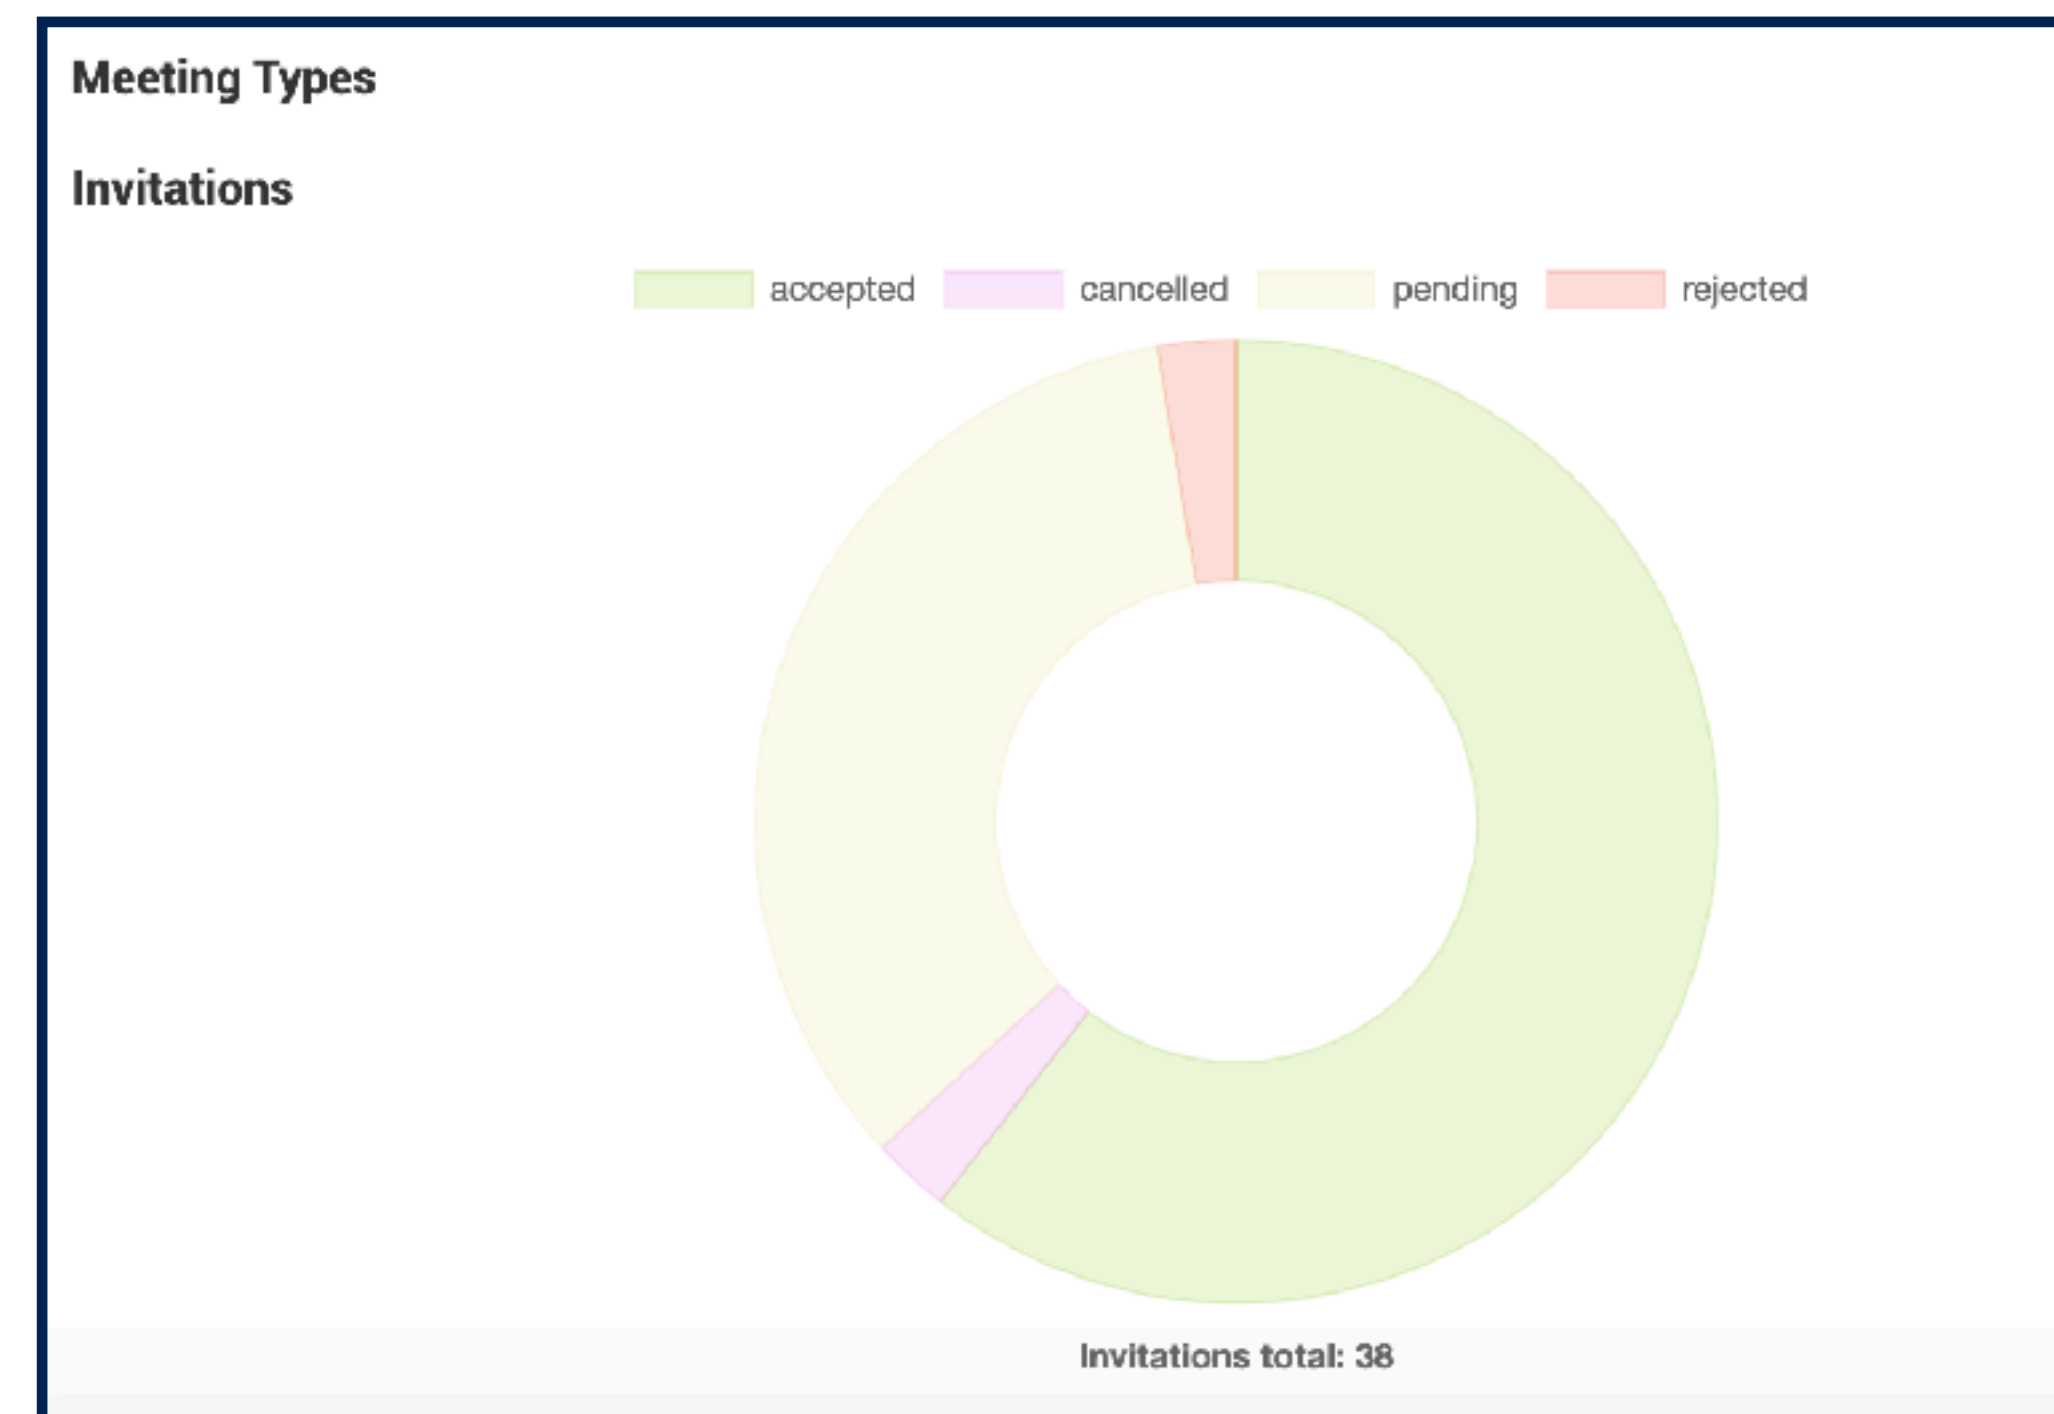 Meeting Types
Invitations
accepted cancelled pending rejected
Invitations total: 38